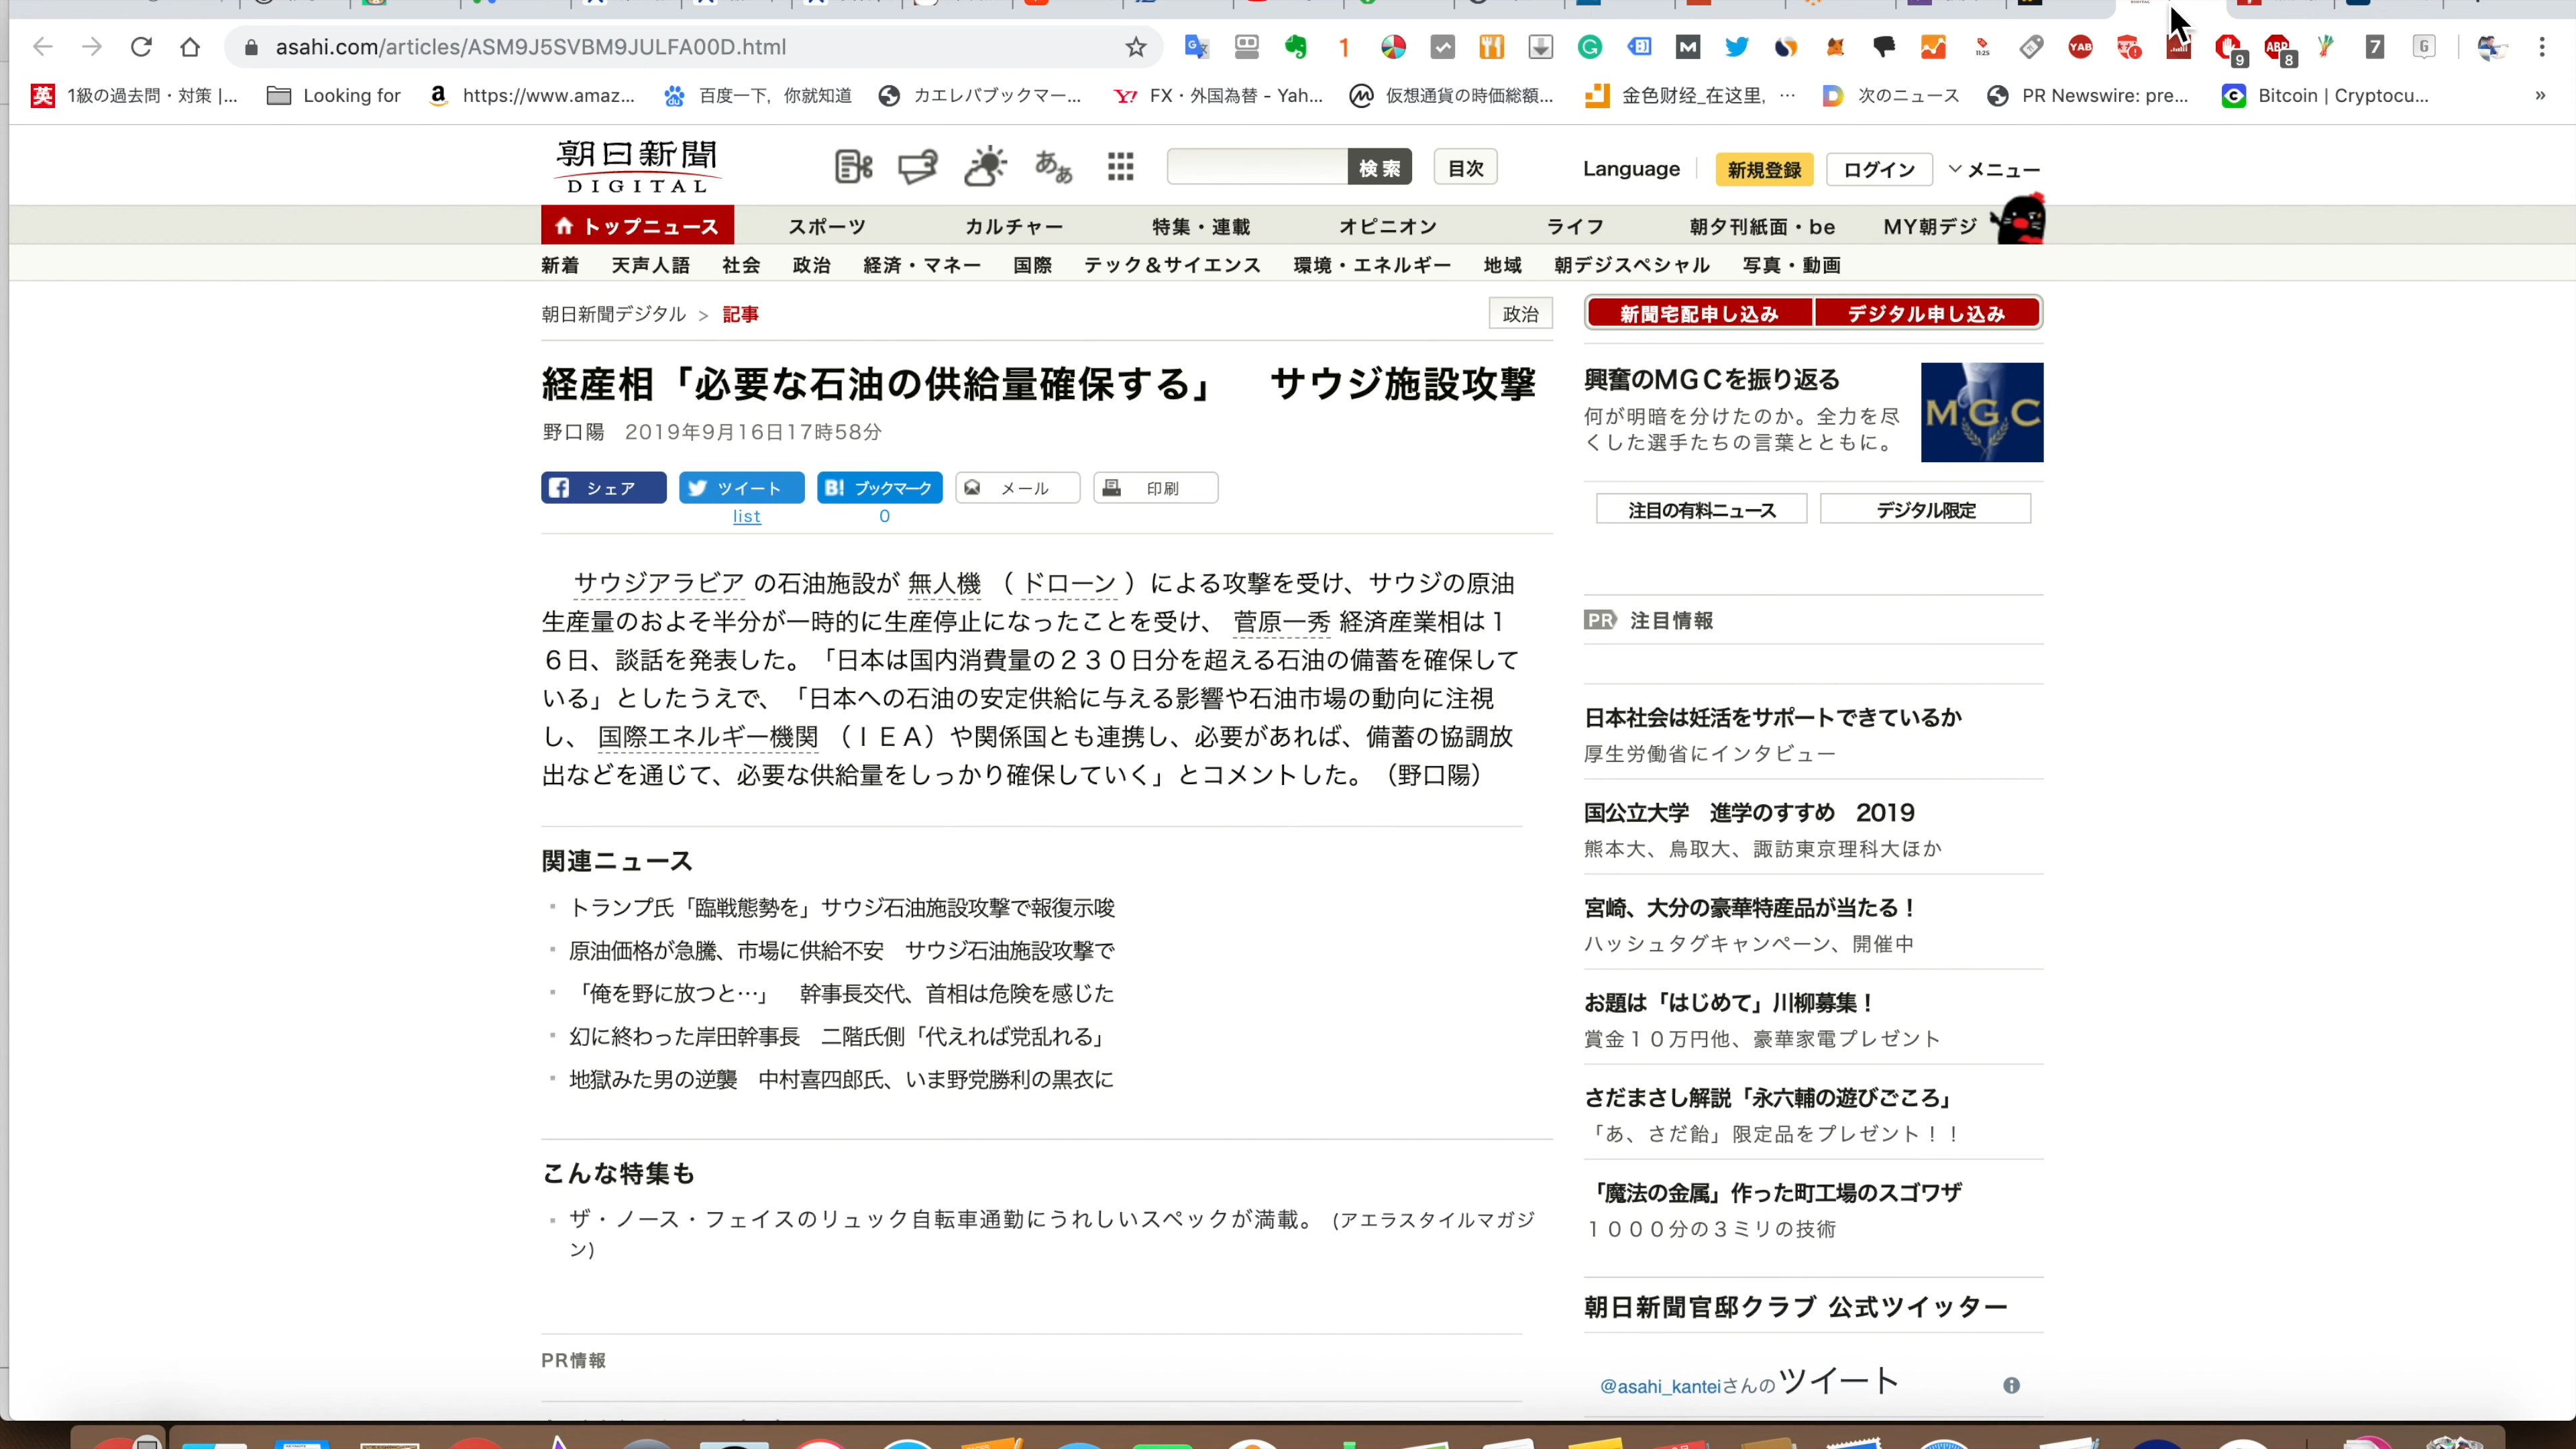 asahi.com/articles/ASM9J5SVBM9JULFA00D.html
1
11:25
YAB
9
ABP
8
7
G
英 1級の過去問・対策 |...
Looking for
https://www.amaz...
百度一下，你就知道
カエレバブックマー...
FX・外国為替 - Yah...
仮想通貨の時価総額...
金色财经_在这里，...
次のニュース
PR Newswire: pre...
Bitcoin | Cryptocu...
»
朝日新聞
DIGITAL
ああ
検索
目次
Language
新規登録
ログイン
メニュー
トップニュース スポーツ カルチャー 特集・連載 オピニオン ライフ 朝夕刊紙面・be MY朝デジ
新着 天声人語 社会 政治 経済・マネー 国際 テック＆サイエンス 環境・エネルギー 地域 朝デジスペシャル 写真・動画
朝日新聞デジタル > 記事
政治
経産相「必要な石油の供給量確保する」　サウジ施設攻撃
野口陽　2019年9月16日17時58分
シェア
ツイート
B! ブックマーク
メール
印刷
list
0
サウジアラビア の石油施設が 無人機 （ ドローン ）による攻撃を受け、サウジの原油
生産量のおよそ半分が一時的に生産停止になったことを受け、 菅原一秀 経済産業相は１
６日、談話を発表した。「日本は国内消費量の２３０日分を超える石油の備蓄を確保して
いる」としたうえで、「日本への石油の安定供給に与える影響や石油市場の動向に注視
し、 国際エネルギー機関 （ＩＥＡ）や関係国とも連携し、必要があれば、備蓄の協調放
出などを通じて、必要な供給量をしっかり確保していく」とコメントした。（野口陽）
関連ニュース
トランプ氏「臨戦態勢を」サウジ石油施設攻撃で報復示唆
原油価格が急騰、市場に供給不安　サウジ石油施設攻撃で
「俺を野に放つと…」　幹事長交代、首相は危険を感じた
幻に終わった岸田幹事長　二階氏側「代えれば党乱れる」
地獄みた男の逆襲　中村喜四郎氏、いま野党勝利の黒衣に
こんな特集も
ザ・ノース・フェイスのリュック自転車通勤にうれしいスペックが満載。 (アエラスタイルマガジ
ン)
PR情報
新聞宅配申し込み
デジタル申し込み
興奮のＭＧＣを振り返る
何が明暗を分けたのか。全力を尽
くした選手たちの言葉とともに。
MGC
注目の有料ニュース
デジタル限定
PR 注目情報
日本社会は妊活をサポートできているか
厚生労働省にインタビュー
国公立大学　進学のすすめ　2019
熊本大、鳥取大、諏訪東京理科大ほか
宮崎、大分の豪華特産品が当たる！
ハッシュタグキャンペーン、開催中
お題は「はじめて」川柳募集！
賞金１０万円他、豪華家電プレゼント
さだまさし解説「永六輔の遊びごころ」
「あ、さだ飴」限定品をプレゼント！！
「魔法の金属」作った町工場のスゴワザ
１０００分の３ミリの技術
朝日新聞官邸クラブ 公式ツイッター
@asahi_kanteiさんのツイート